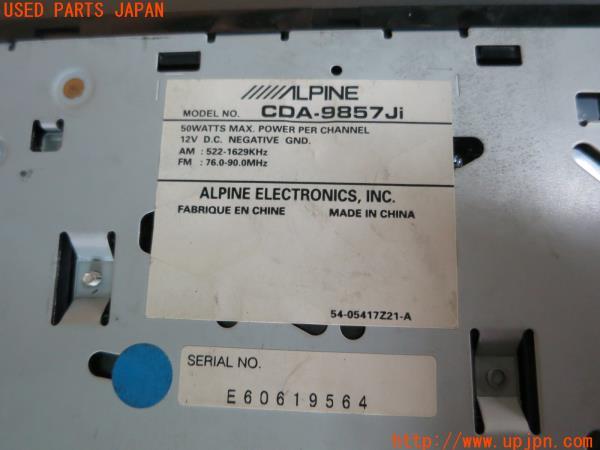 USED PARTS JAPAN
ALPINE
MODEL NO. CDA-9857Ji
50WATTS MAX. POWER PER CHANNEL
12V D.C. NEGATIVE GND.
AM : 522-1629KHz
FM : 76.0-90.0MHz
ALPINE ELECTRONICS, INC.
FABRIQUE EN CHINE MADE IN CHINA
54-05417Z21-A
SERIAL NO.
E60619564
http://www.upjpn.com/